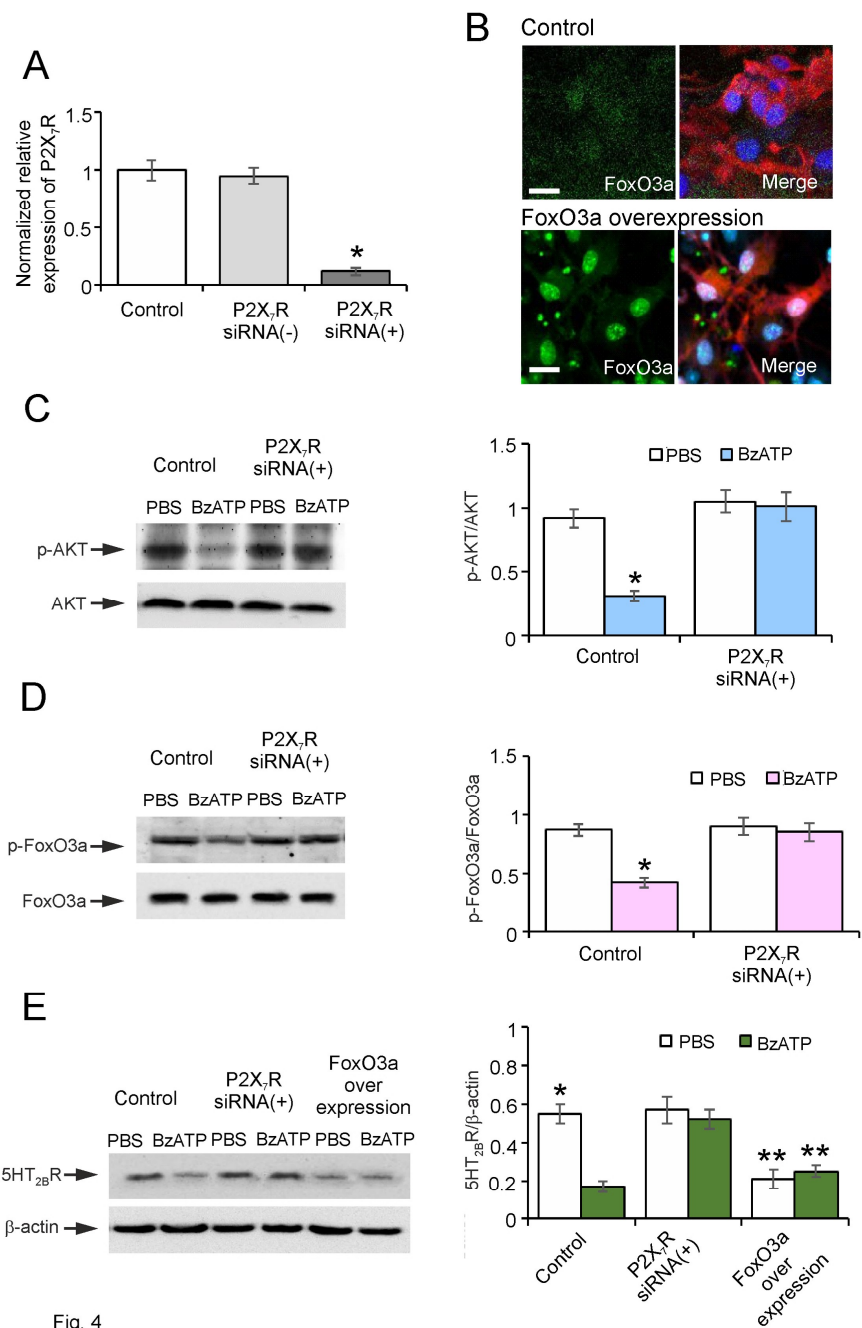 A
Normalized relative
expression of P2X₇R
1.5
1
0.5
0
*
Control
P2X₇R
siRNA(-)
P2X₇R
siRNA(+)
B
Control
FoxO3a
Merge
FoxO3a overexpression
FoxO3a
Merge
C
Control
P2X₇R
siRNA(+)
PBS BzATP PBS BzATP
p-AKT
AKT
p-AKT/AKT
1.5
1
0.5
0
PBS BzATP
*
Control
P2X₇R
siRNA(+)
D
Control
P2X₇R
siRNA(+)
PBS BzATP PBS BzATP
p-FoxO3a
FoxO3a
p-FoxO3a/FoxO3a
1.5
1
0.5
0
PBS BzATP
*
Control
P2X₇R
siRNA(+)
E
Control
P2X₇R
siRNA(+)
FoxO3a
over
expression
PBS BzATP PBS BzATP PBS BzATP
5HT₂BR
β-actin
5HT₂BR/β-actin
1
0.8
0.6
0.4
0.2
0
PBS BzATP
*
** **
Control
P2X₇R
siRNA(+)
FoxO3a
over
expression
Fig. 4